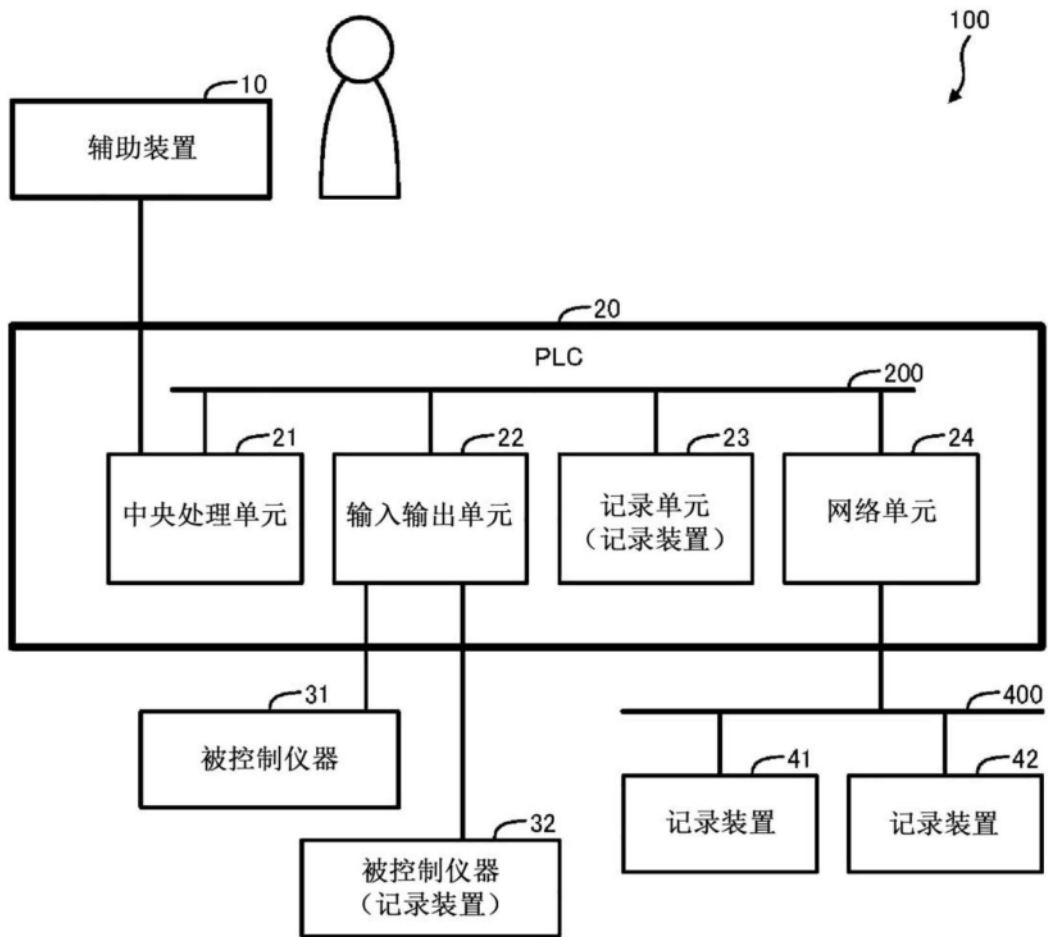 100
10
辅助装置
20
PLC
200
21
22
23
24
中央处理单元
输入输出单元
记录单元
（记录装置）
网络单元
31
400
被控制仪器
41
42
记录装置
记录装置
32
被控制仪器
（记录装置）